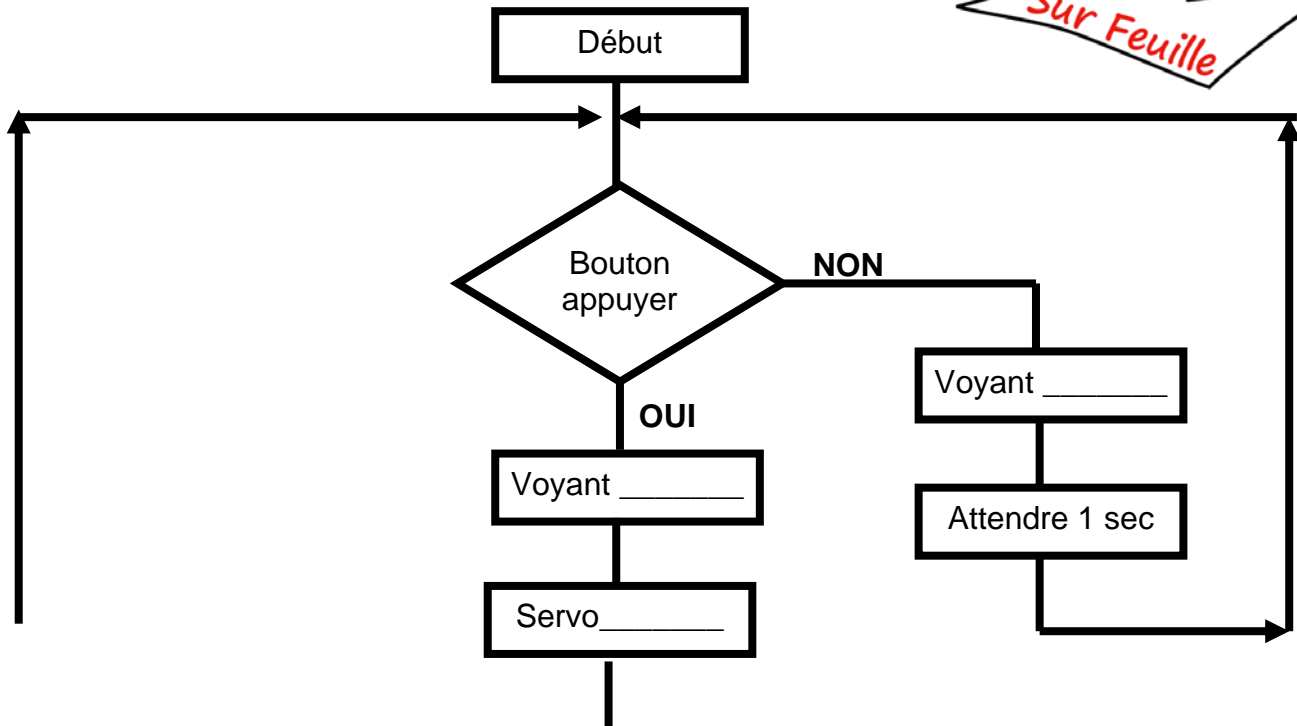 Début
Sur Feuille
Bouton
appuyer
NON
OUI
Voyant _______
Attendre 1 sec
Voyant _______
Servo_______